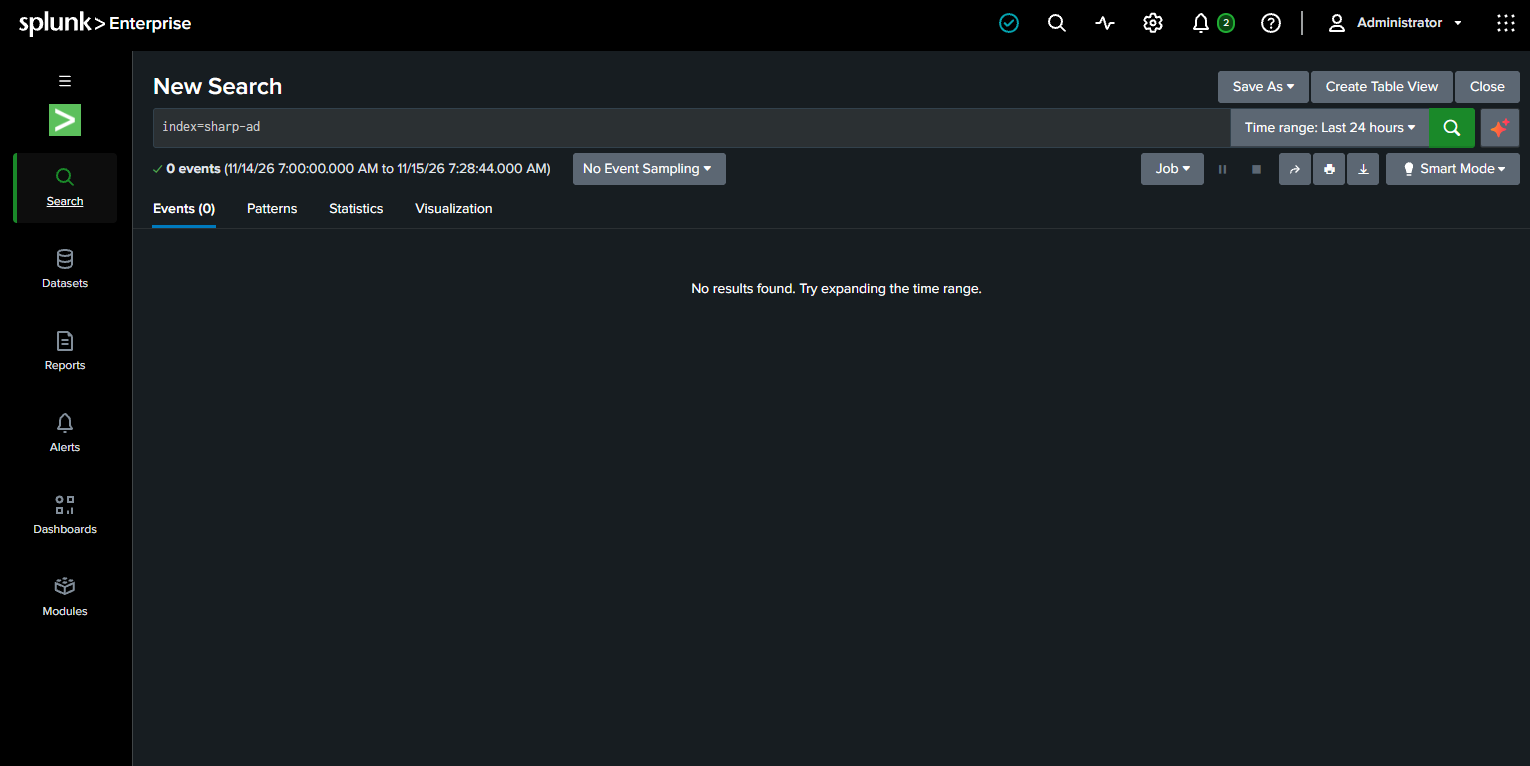 splunk>Enterprise
2
Administrator
New Search
Save As
Create Table View
Close
index=sharp-ad
Time range: Last 24 hours
0 events (11/14/26 7:00:00.000 AM to 11/15/26 7:28:44.000 AM)
No Event Sampling
Job
Smart Mode
Events (0)
Patterns
Statistics
Visualization
No results found. Try expanding the time range.
Search
Datasets
Reports
Alerts
Dashboards
Modules